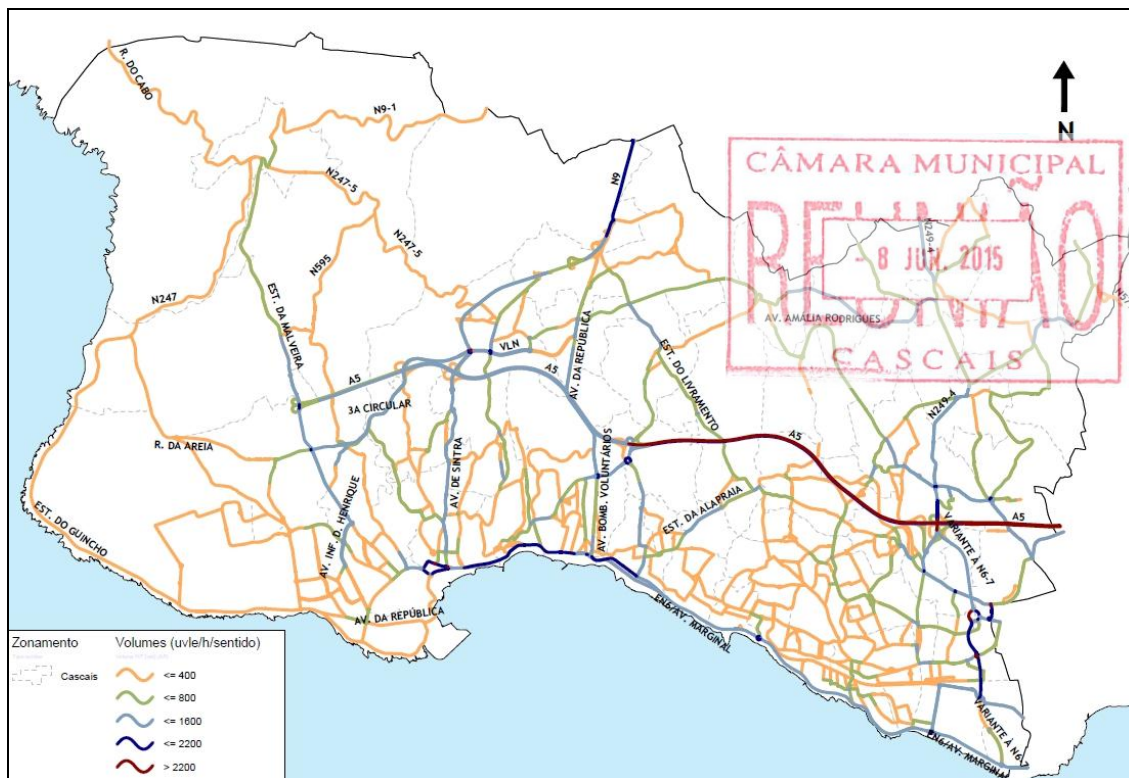 R. DO CABO
N9-1
N
N9
N247-5
N247-5
N595
N247
EST. DA MALVEIRA
CÂMARA MUNICIPAL
REUNIÃO
- 8 JUN. 2015
CASCAIS
N249-4
AV. AMÁLIA RODRIGUES
VLN
A5
A5
3A CIRCULAR
AV. DA REPÚBLICA
EST. DO LIVRAMENTO
N249-4
R. DA AREIA
AV. INF. D. HENRIQUE
AV. DE SINTRA
AV. BOMB. VOLUNTÁRIOS
A5
A5
EST. DO GUINCHO
EST. DA ALAPRAIA
VARIANTE À N6-7
AV. DA REPÚBLICA
EN6/AV. MARGINAL
VARIANTE À N6-7
EN6/AV. MARGINAL
Zonamento
Cascais
Volumes (uvle/h/sentido)
<= 400
<= 800
<= 1600
<= 2200
> 2200